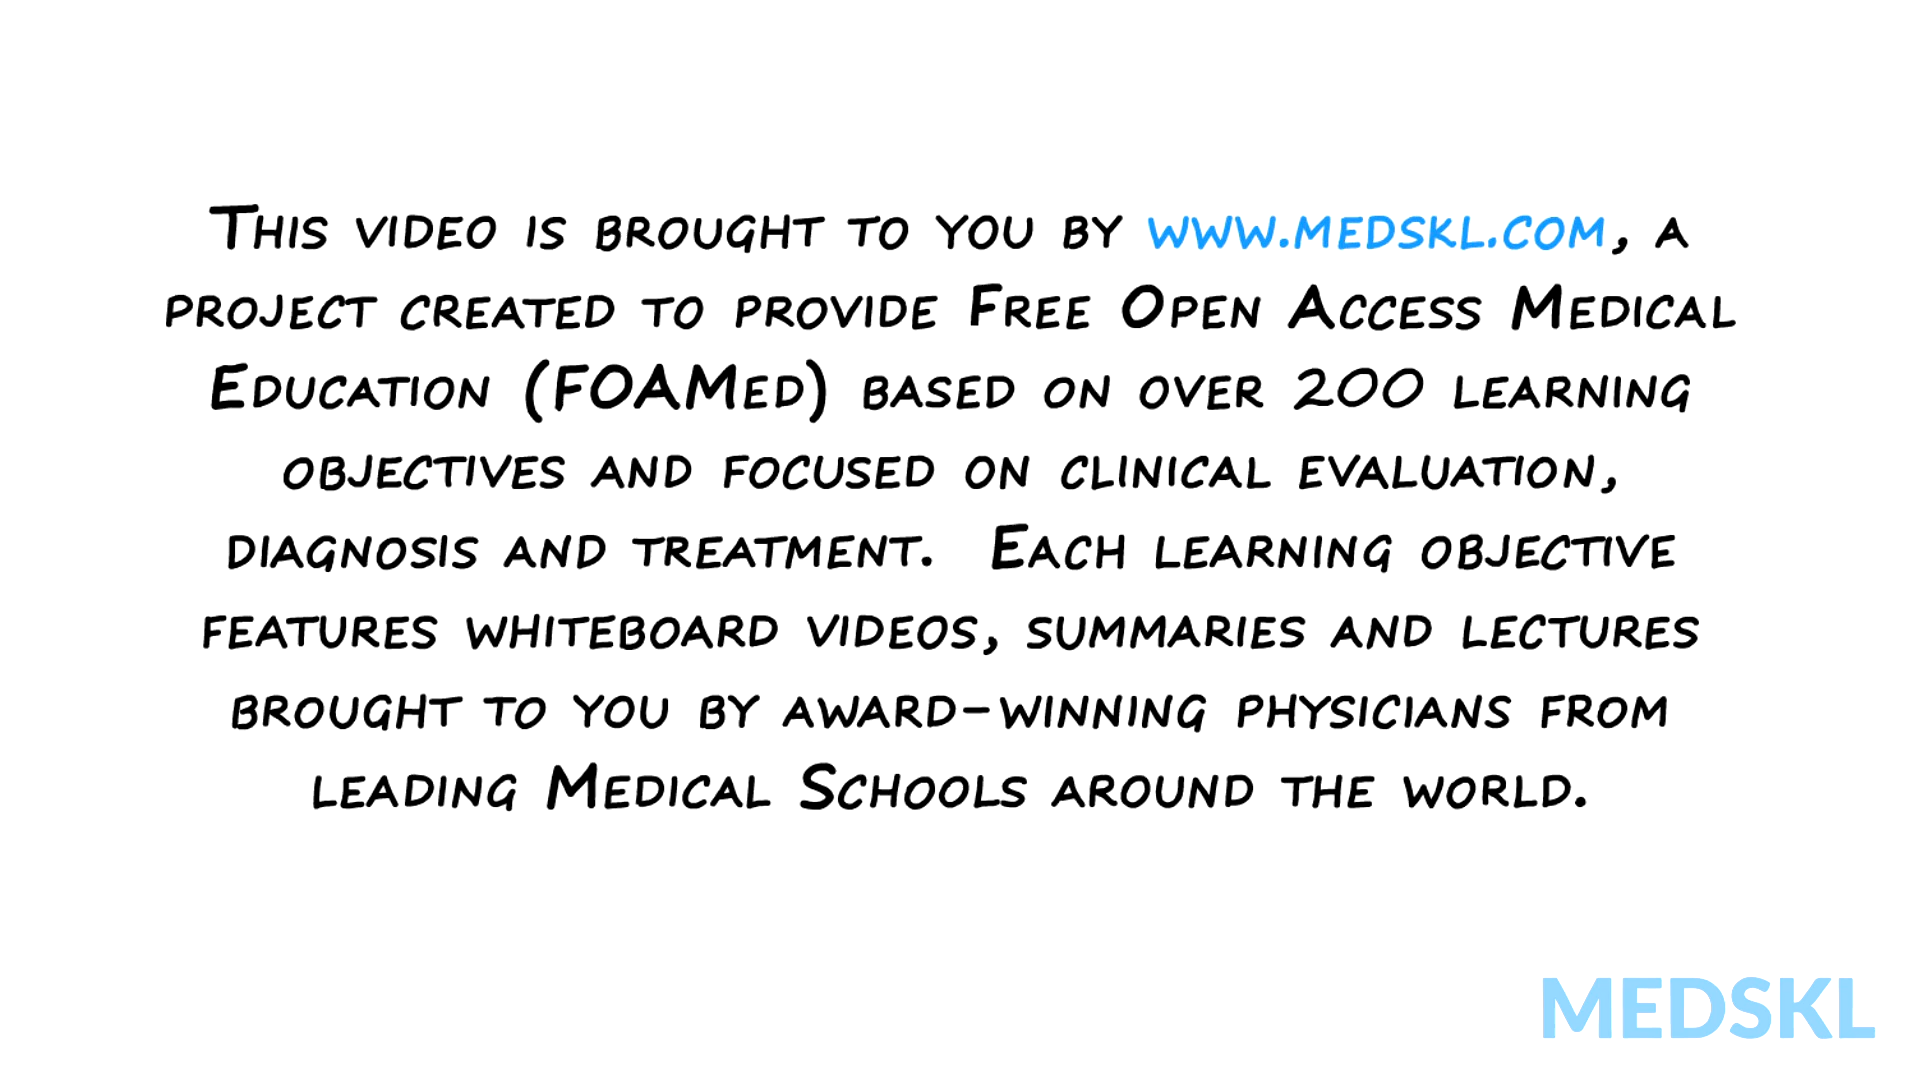 This video is brought to you by www.medskl.com, a
project created to provide Free Open Access Medical
Education (FOAMed) based on over 200 learning
objectives and focused on clinical evaluation,
diagnosis and treatment.  Each learning objective
features whiteboard videos, summaries and lectures
brought to you by award-winning physicians from
leading Medical Schools around the world.
MEDSKL